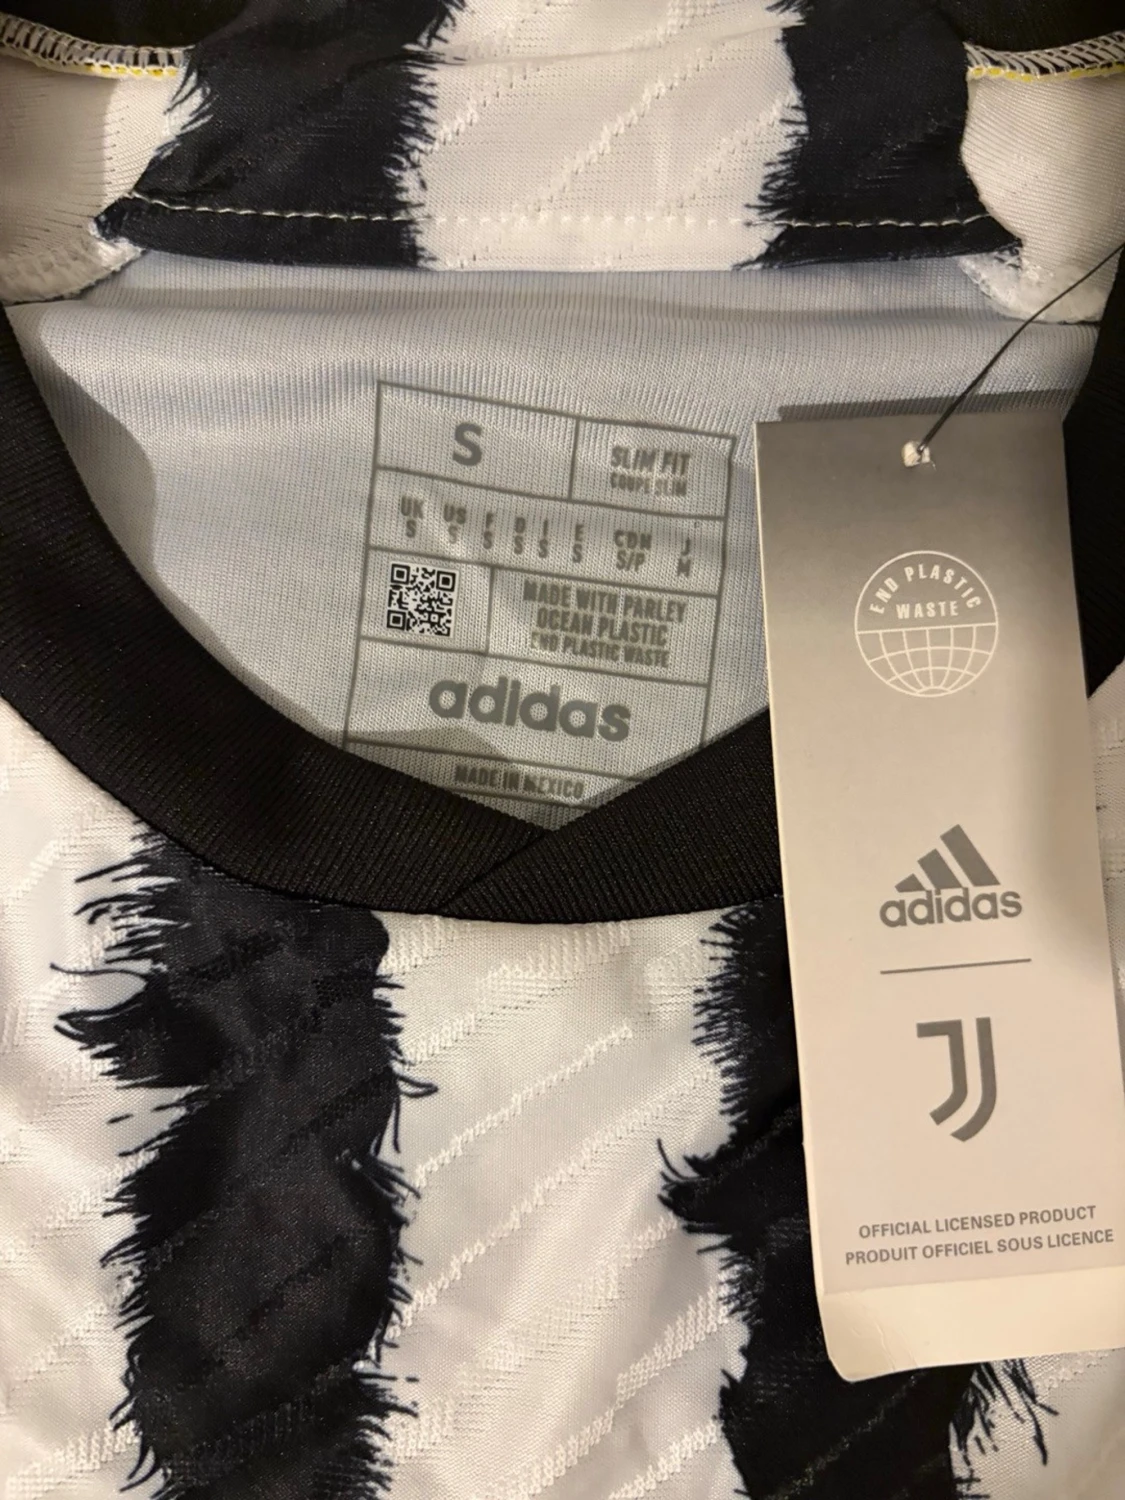 S
SLIM FIT
COUPE SLIM
UK US F D I E CDN J
S S S S S S S/P M
MADE WITH PARLEY
OCEAN PLASTIC
END PLASTIC WASTE
adidas
MADE IN MEXICO
END PLASTIC
WASTE
adidas
OFFICIAL LICENSED PRODUCT
PRODUIT OFFICIEL SOUS LICENCE